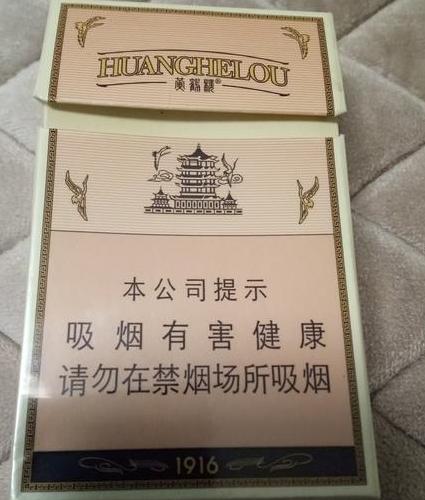 HUANGHELOU
黄鹤楼®
本公司提示
吸烟有害健康
请勿在禁烟场所吸烟
1916